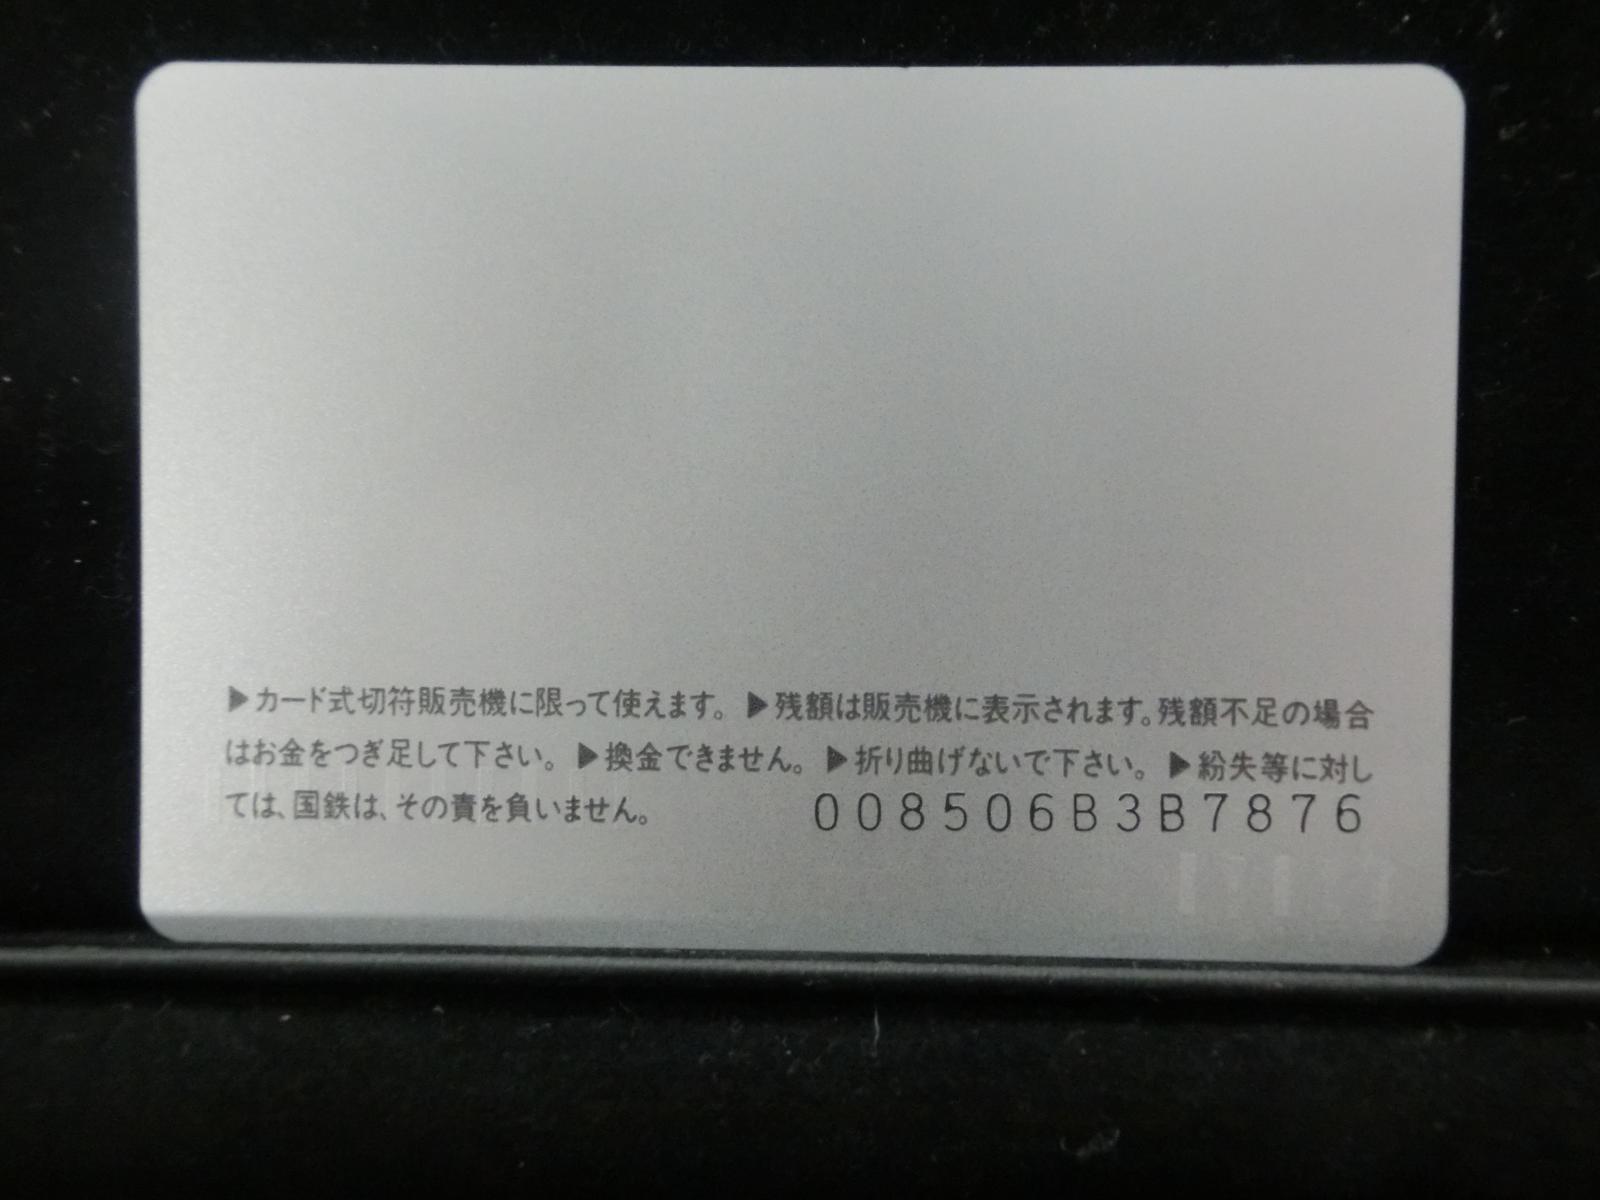 ▶カード式切符販売機に限って使えます。▶残額は販売機に表示されます。残額不足の場合
はお金をつぎ足して下さい。▶換金できません。▶折り曲げないで下さい。▶紛失等に対し
ては、国鉄は、その責を負いません。
008506B3B7876